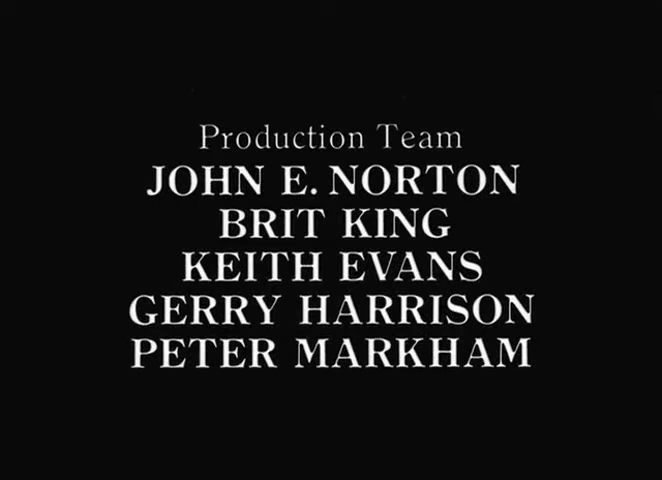 Production Team
JOHN E. NORTON
BRIT KING
KEITH EVANS
GERRY HARRISON
PETER MARKHAM